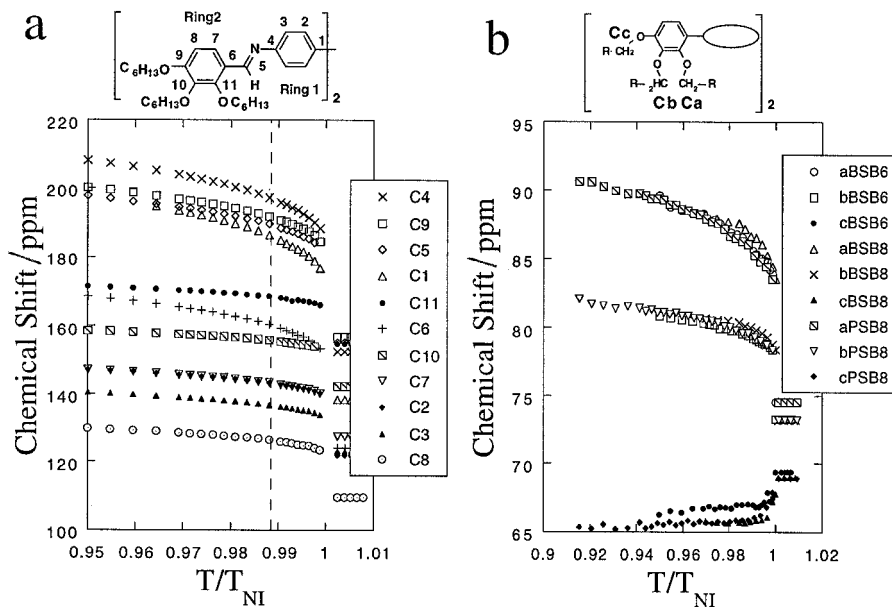 a
Ring2
3 2
8 7
N 4 1
9 6
5
C₆H₁₃O 10 11 H Ring 1
C₆H₁₃O OC₆H₁₃ 2
220
200
180
160
140
120
100
Chemical Shift/ppm
0.95 0.96 0.97 0.98 0.99 1 1.01
T/T_NI
C4
C9
C5
C1
C11
C6
C10
C7
C2
C3
C8
b
Cc
O
R-CH₂ O O
R-₂HC CH₂-R
Cb Ca 2
95
90
85
80
75
70
65
Chemical Shift/ppm
0.9 0.92 0.94 0.96 0.98 1 1.02
T/T_NI
aBSB6
bBSB6
cBSB6
aBSB8
bBSB8
cBSB8
aPSB8
bPSB8
cPSB8